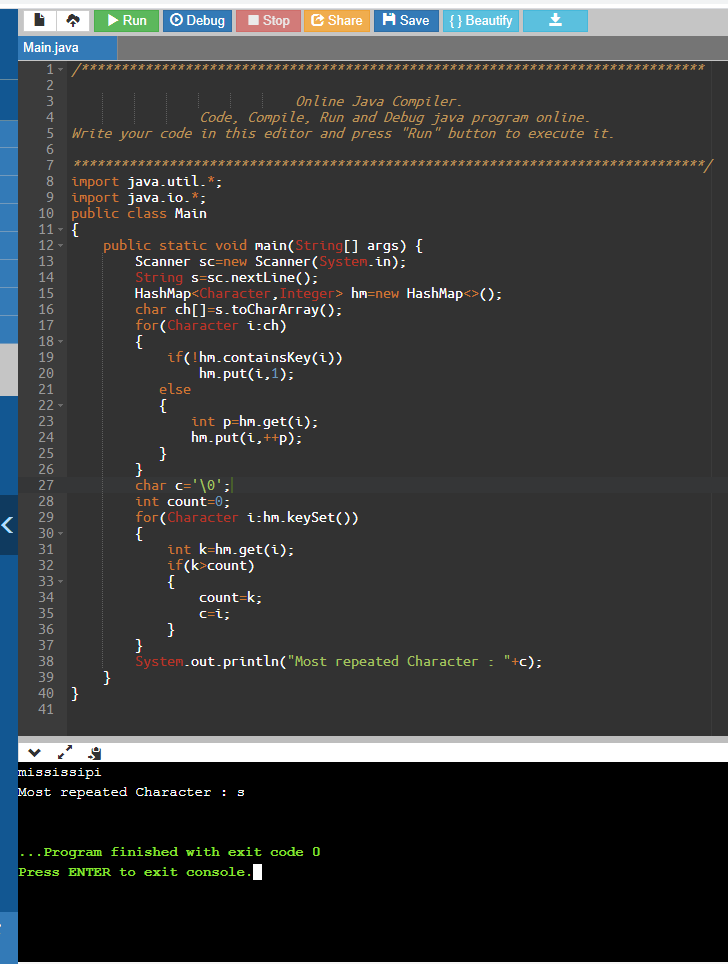 Run Debug Stop Share Save { } Beautify
Main.java
1 /******************************************************************************
2
3                             Online Java Compiler.
4                 Code, Compile, Run and Debug java program online.
5 Write your code in this editor and press "Run" button to execute it.
6
7 *******************************************************************************/
8 import java.util.*;
9 import java.io.*;
10 public class Main
11 {
12     public static void main(String[] args) {
13         Scanner sc=new Scanner(System.in);
14         String s=sc.nextLine();
15         HashMap<Character,Integer> hm=new HashMap<>();
16         char ch[]=s.toCharArray();
17         for(Character i:ch)
18         {
19             if(!hm.containsKey(i))
20                 hm.put(i,1);
21            else
22            {
23                int p=hm.get(i);
24                hm.put(i,++p);
25            }
26         }
27         char c='\0';
28         int count=0;
29         for(Character i:hm.keySet())
30         {
31             int k=hm.get(i);
32             if(k>count)
33             {
34                 count=k;
35                 c=i;
36             }
37         }
38         System.out.println("Most repeated Character : "+c);
39     }
40 }
41
mississipi
Most repeated Character : s
...Program finished with exit code 0
Press ENTER to exit console.